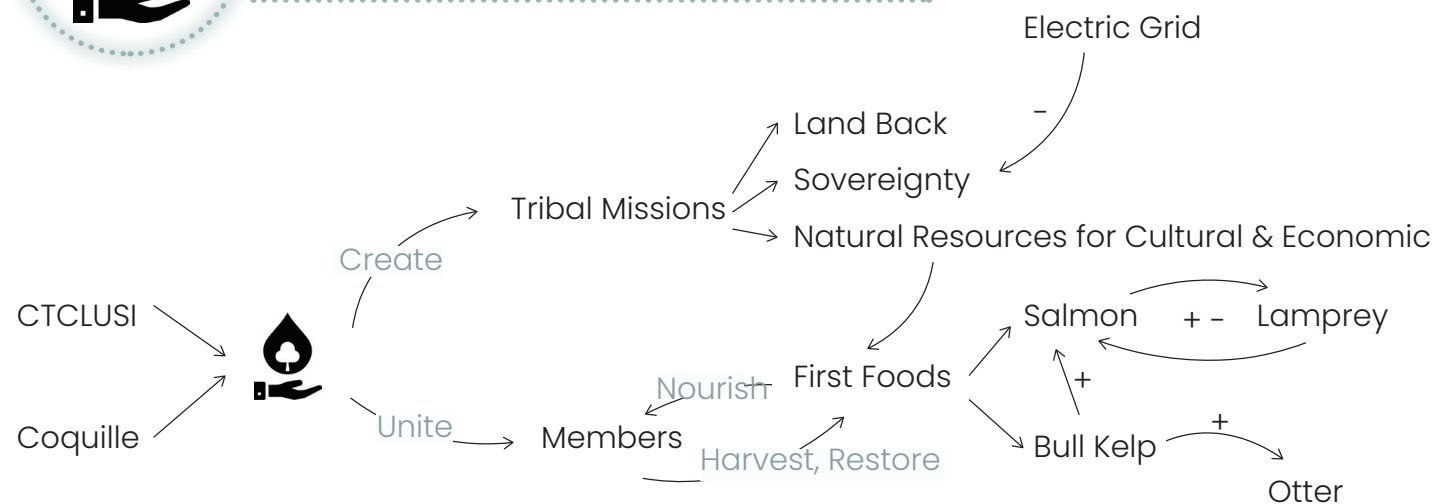 Electric Grid
–
Land Back
Sovereignty
Tribal Missions
Natural Resources for Cultural & Economic
Create
CTCLUSI
Salmon
+ –
Lamprey
First Foods
Nourish
+
Unite
Coquille
Members
Harvest, Restore
Bull Kelp
+
Otter